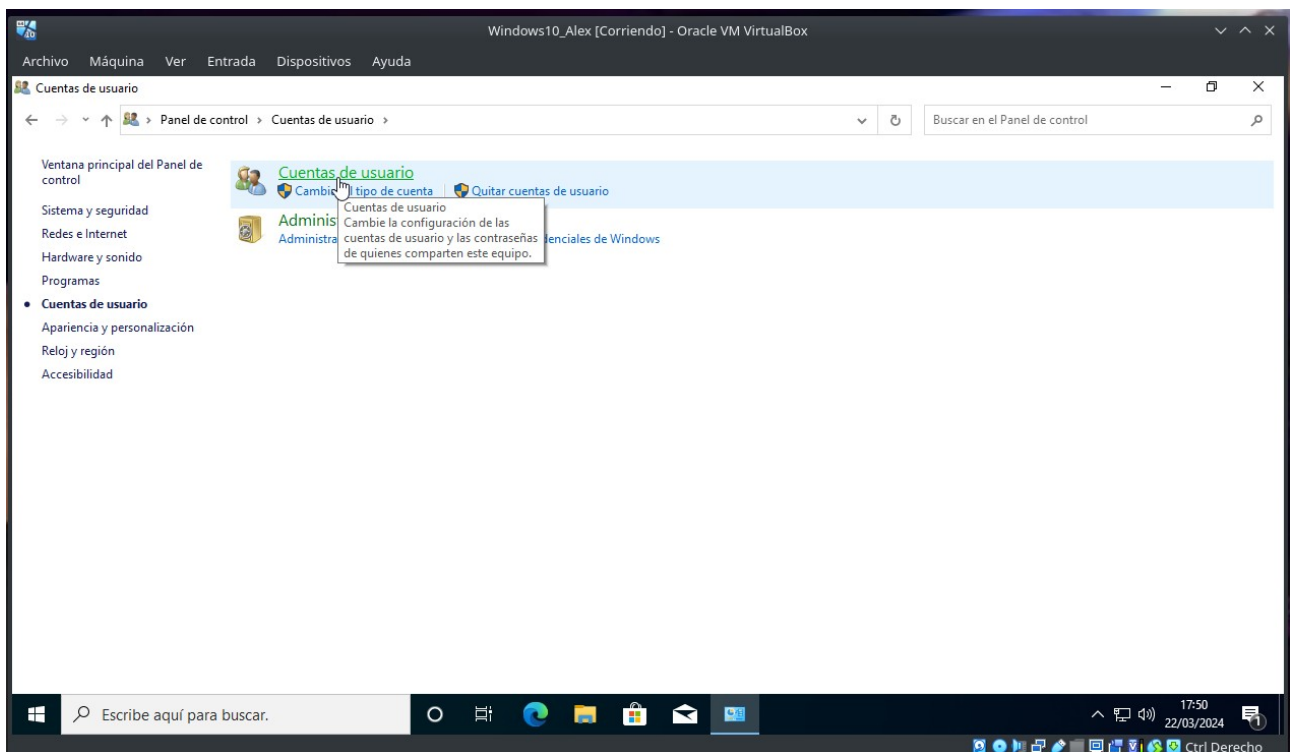 Windows10_Alex [Corriendo] - Oracle VM VirtualBox
Archivo Máquina Ver Entrada Dispositivos Ayuda
Cuentas de usuario
Panel de control > Cuentas de usuario >
Buscar en el Panel de control
Ventana principal del Panel de
control
Sistema y seguridad
Redes e Internet
Hardware y sonido
Programas
Cuentas de usuario
Apariencia y personalización
Reloj y región
Accesibilidad
Cuentas de usuario
tipo de cuenta Quitar cuentas de usuario
Cuentas de usuario
Cambie la configuración de las
cuentas de usuario y las contraseñas
de quienes comparten este equipo.
de Windows
Escribe aquí para buscar.
17:50
22/03/2024
1
Ctrl Derecho